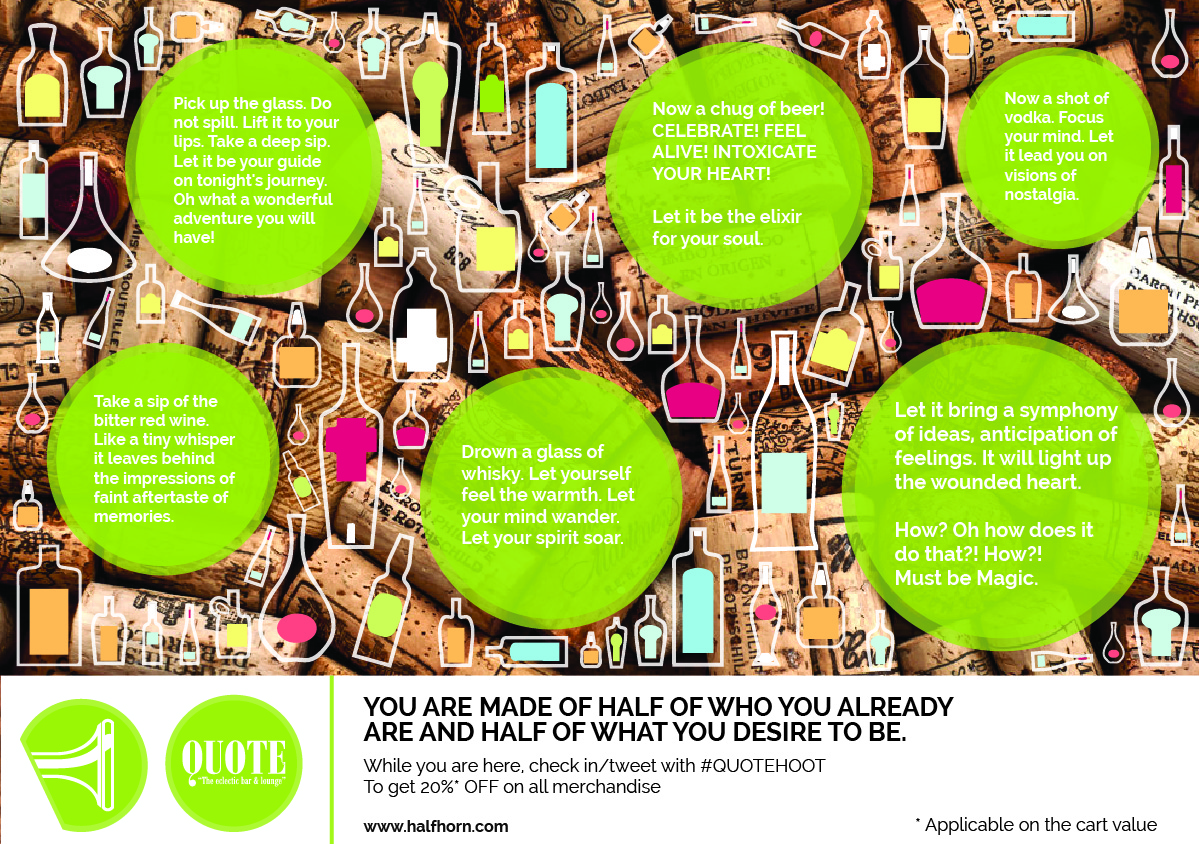 Pick up the glass. Do
not spill. Lift it to your
lips. Take a deep sip.
Let it be your guide
on tonight's journey.
Oh what a wonderful
adventure you will
have!
Now a chug of beer!
CELEBRATE! FEEL
ALIVE! INTOXICATE
YOUR HEART!
Let it be the elixir
for your soul.
Now a shot of
vodka. Focus
your mind. Let
it lead you on
visions of
nostalgia.
Take a sip of the
bitter red wine.
Like a tiny whisper
it leaves behind
the impressions of
faint aftertaste of
memories.
Drown a glass of
whisky. Let yourself
feel the warmth. Let
your mind wander.
Let your spirit soar.
Let it bring a symphony
of ideas, anticipation of
feelings. It will light up
the wounded heart.
How? Oh how does it
do that?! How?!
Must be Magic.
EN ORIGEN
BODEGAS
QUOTE
"The eclectic bar & lounge"
YOU ARE MADE OF HALF OF WHO YOU ALREADY
ARE AND HALF OF WHAT YOU DESIRE TO BE.
While you are here, check in/tweet with #QUOTEHOOT
To get 20%* OFF on all merchandise
www.halfhorn.com
* Applicable on the cart value